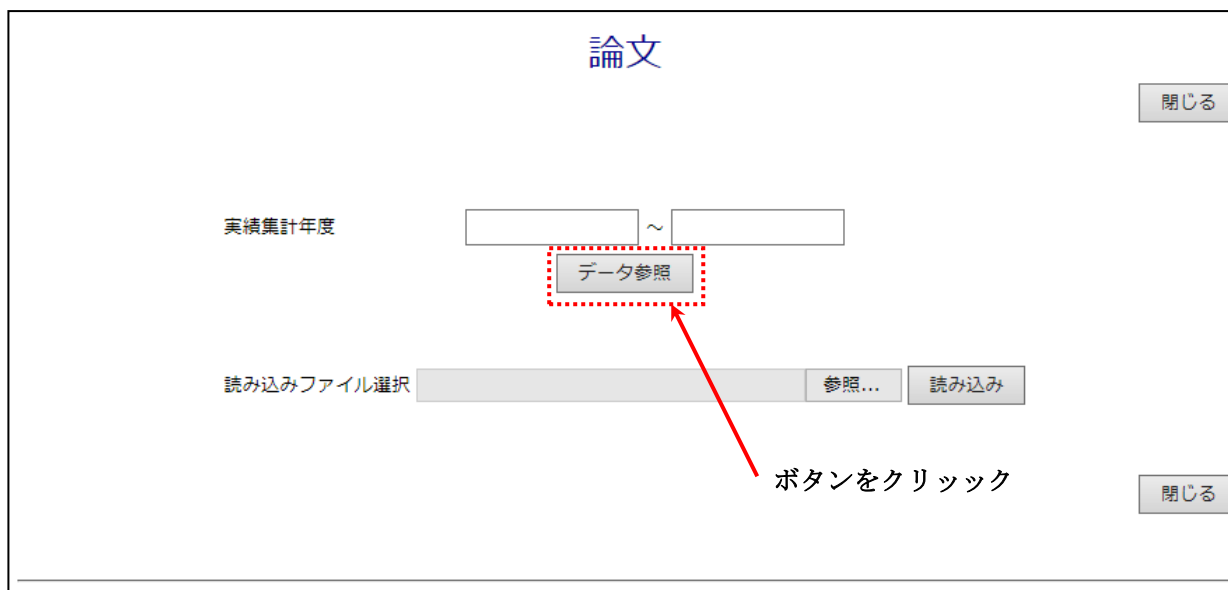 論文
閉じる
実績集計年度 ～
データ参照
読み込みファイル選択 参照... 読み込み
ボタンをクリッック
閉じる